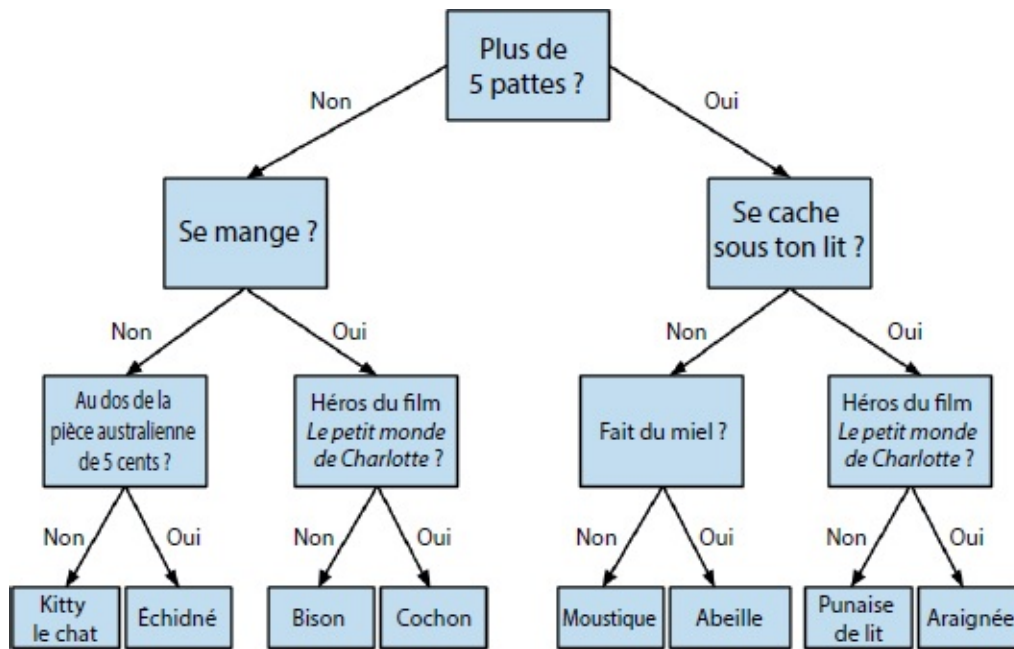 Plus de
5 pattes ?
Non
Oui
Se mange ?
Se cache
sous ton lit ?
Non
Oui
Non
Oui
Au dos de la
pièce australienne
de 5 cents ?
Héros du film
Le petit monde
de Charlotte ?
Fait du miel ?
Héros du film
Le petit monde
de Charlotte ?
Non
Oui
Non
Oui
Non
Oui
Non
Oui
Kitty
le chat
Échidné
Bison
Cochon
Moustique
Abeille
Punaise
de lit
Araignée